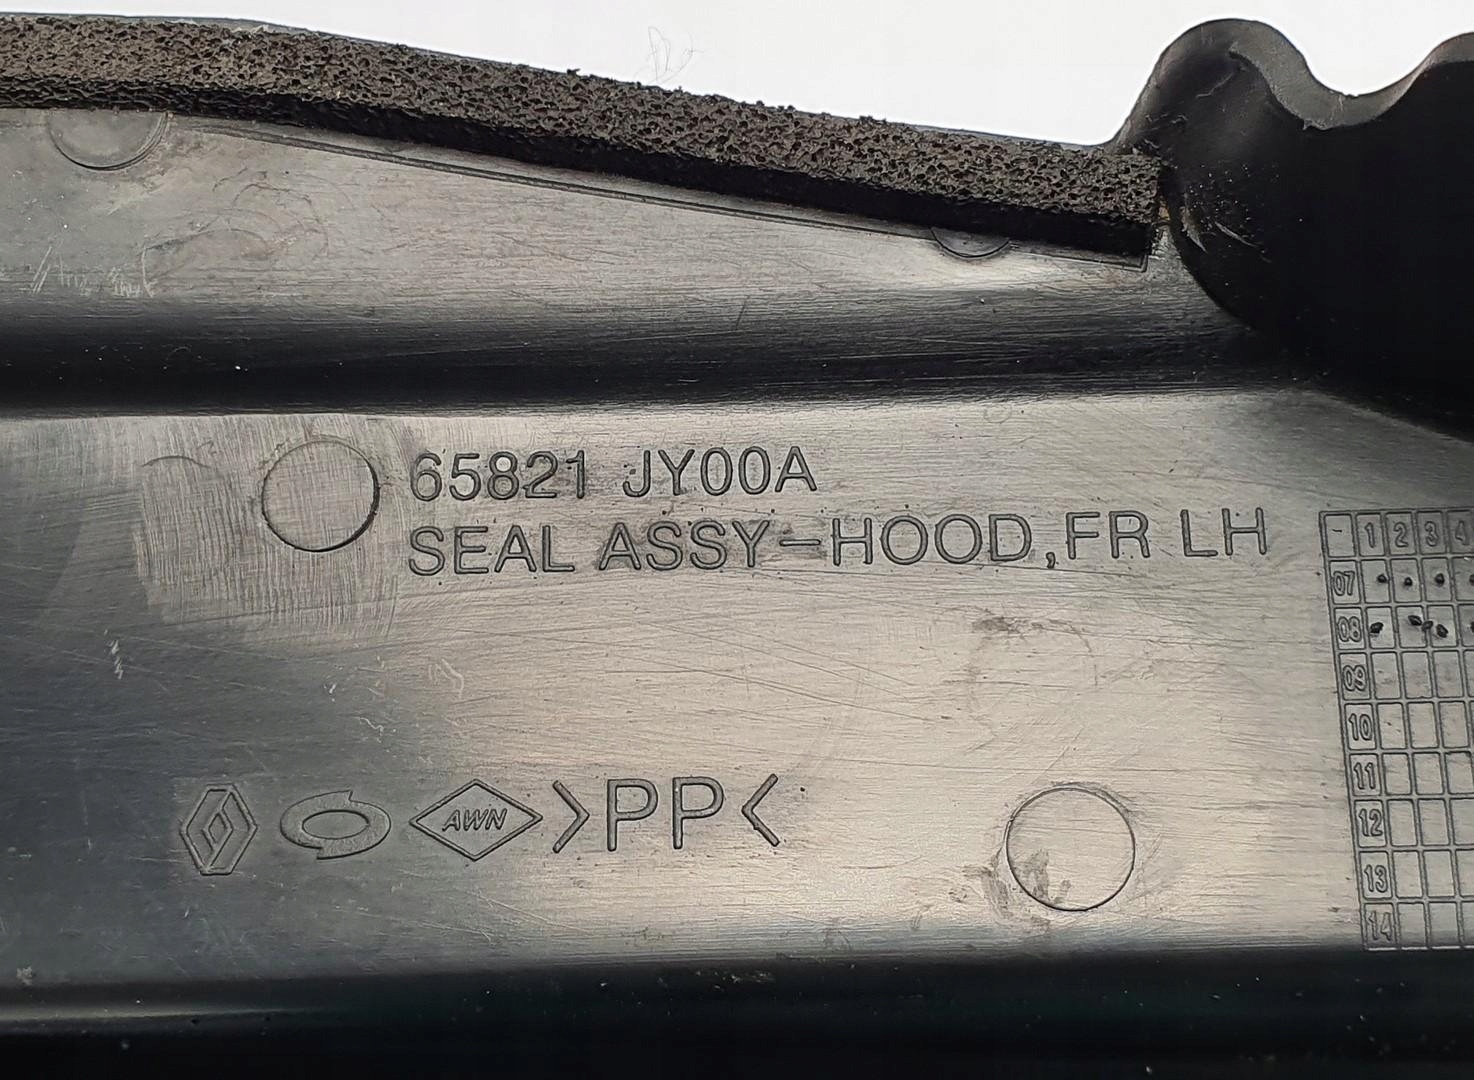 65821 JY00A
SEAL ASSY-HOOD,FR LH
- 1 2 3 4
07
08
09
10
11
12
13
14
AWN >PP<